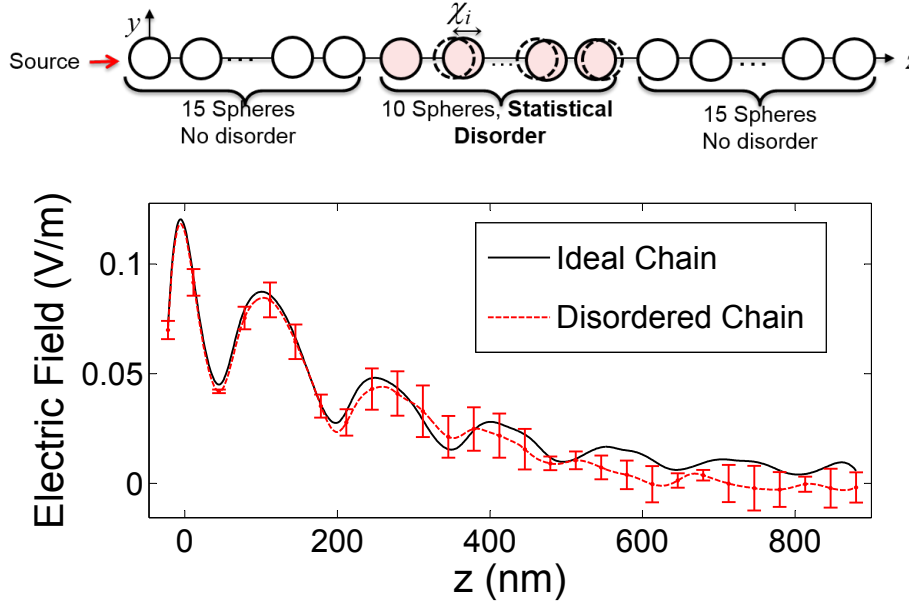 χi
y
Source
...
...
...
z
15 Spheres
No disorder
10 Spheres, Statistical
Disorder
15 Spheres
No disorder
Electric Field (V/m)
0.1
0.05
0
Ideal Chain
Disordered Chain
0
200
400
600
800
z (nm)